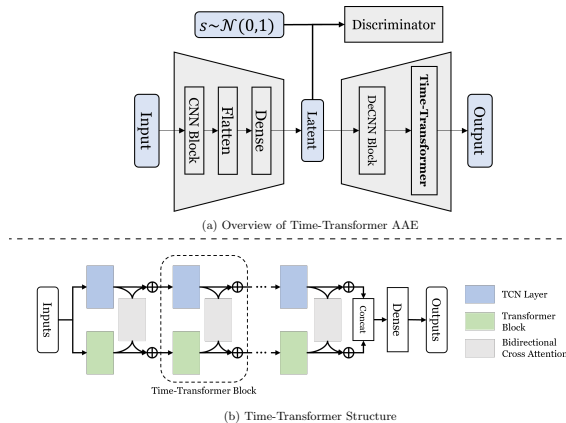 s~𝒩(0,1)
Discriminator
Input
CNN Block
Flatten
Dense
Latent
DeCNN Block
Time-Transformer
Output
(a) Overview of Time-Transformer AAE
Inputs
Concat
Dense
Outputs
TCN Layer
Transformer
Block
Bidirectional
Cross Attention
Time-Transformer Block
(b) Time-Transformer Structure